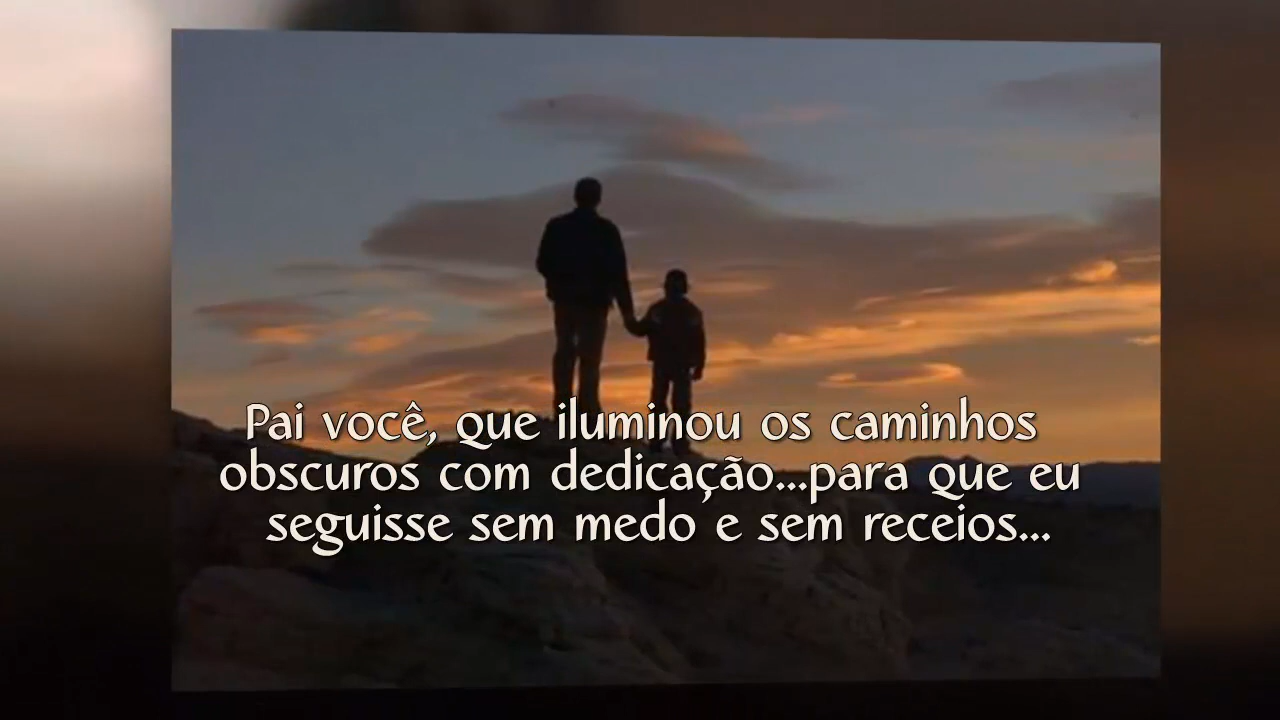 Pai você, que iluminou os caminhos
obscuros com dedicação...para que eu
seguisse sem medo e sem receios...